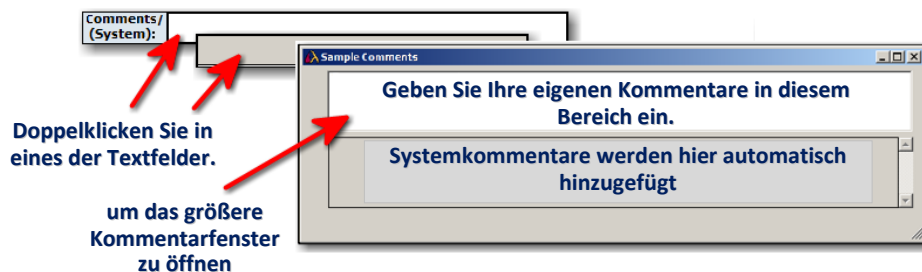 Comments/
(System):
Sample Comments
Geben Sie Ihre eigenen Kommentare in diesem
Bereich ein.
Doppelklicken Sie in
eines der Textfelder.
Systemkommentare werden hier automatisch
hinzugefügt
um das größere
Kommentarfenster
zu öffnen